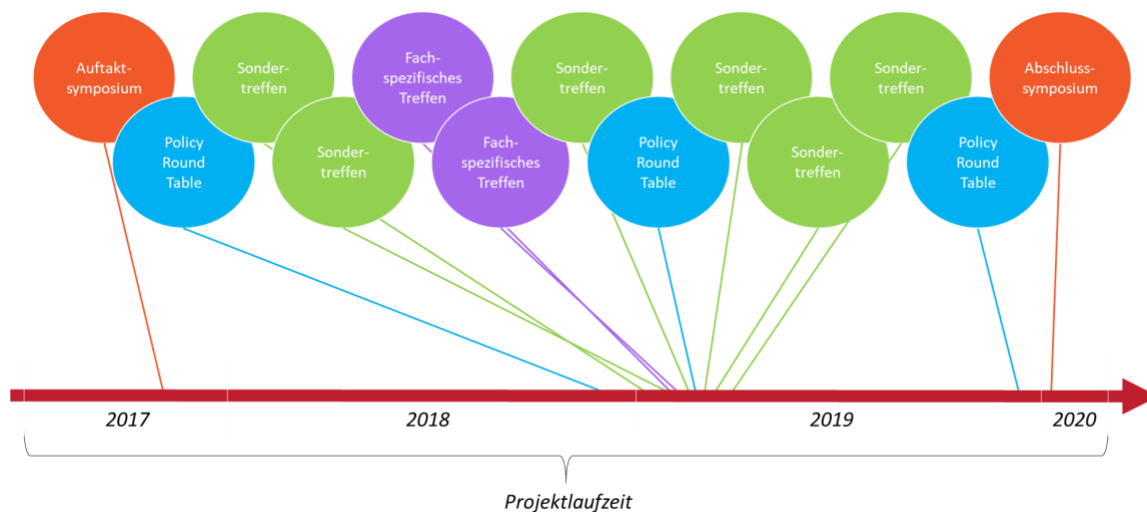 Auftakt-
symposium
Policy
Round
Table
Sonder-
treffen
Sonder-
treffen
Fach-
spezifisches
Treffen
Fach-
spezifisches
Treffen
Sonder-
treffen
Policy
Round
Table
Sonder-
treffen
Sonder-
treffen
Sonder-
treffen
Policy
Round
Table
Abschluss-
symposium
2017
2018
2019
2020
Projektlaufzeit